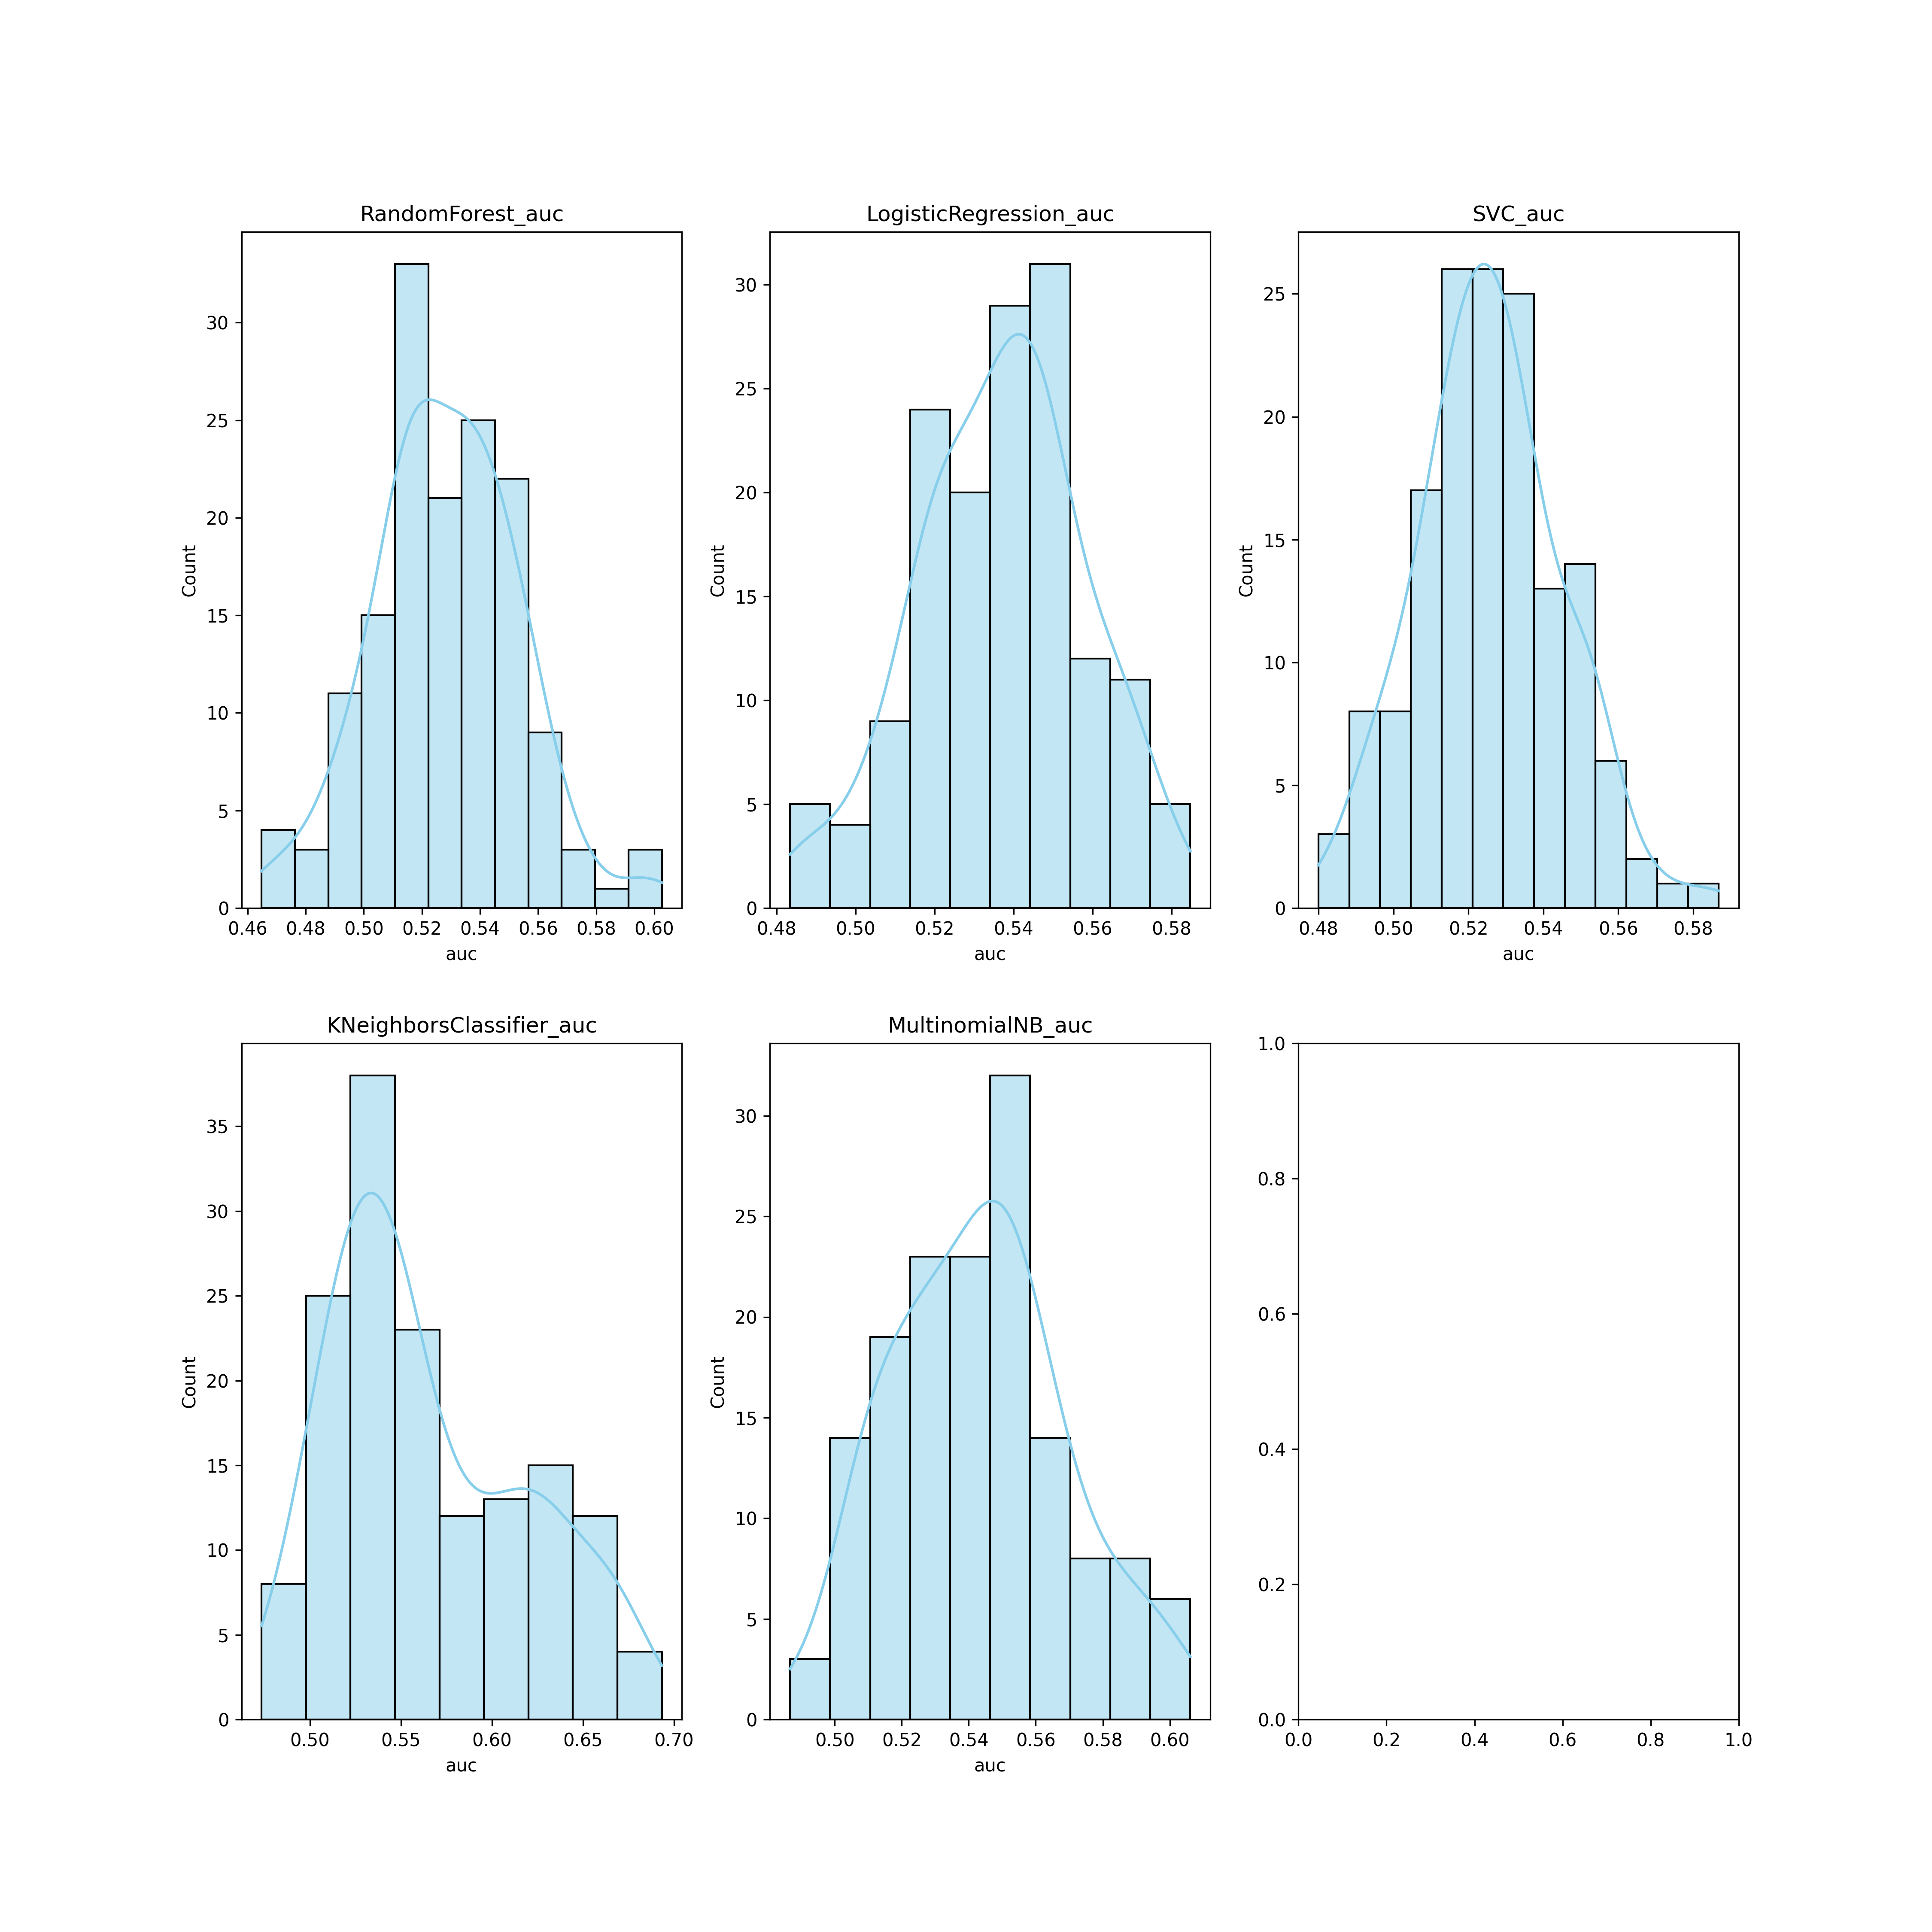 RandomForest_auc
30
25
20
15
10
5
0
Count
0.46 0.48 0.50 0.52 0.54 0.56 0.58 0.60
auc
LogisticRegression_auc
30
25
20
15
10
5
0
Count
0.48 0.50 0.52 0.54 0.56 0.58
auc
SVC_auc
25
20
15
10
5
0
Count
0.48 0.50 0.52 0.54 0.56 0.58
auc
KNeighborsClassifier_auc
35
30
25
20
15
10
5
0
Count
0.50 0.55 0.60 0.65 0.70
auc
MultinomialNB_auc
30
25
20
15
10
5
0
Count
0.50 0.52 0.54 0.56 0.58 0.60
auc
1.0
0.8
0.6
0.4
0.2
0.0
0.0 0.2 0.4 0.6 0.8 1.0